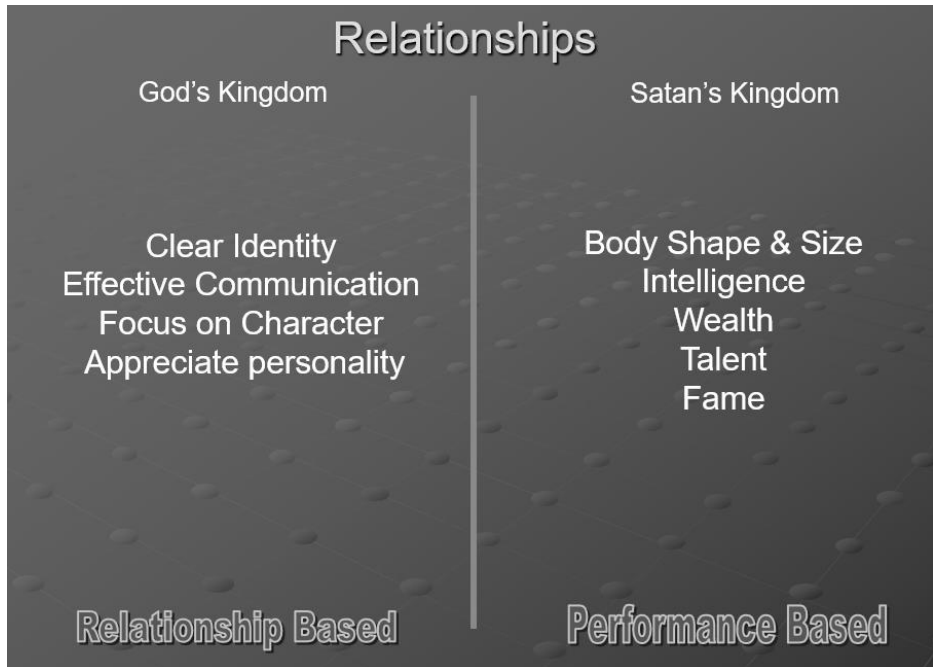 Relationships
God's Kingdom
Clear Identity
Effective Communication
Focus on Character
Appreciate personality
Relationship Based
Satan's Kingdom
Body Shape & Size
Intelligence
Wealth
Talent
Fame
Performance Based